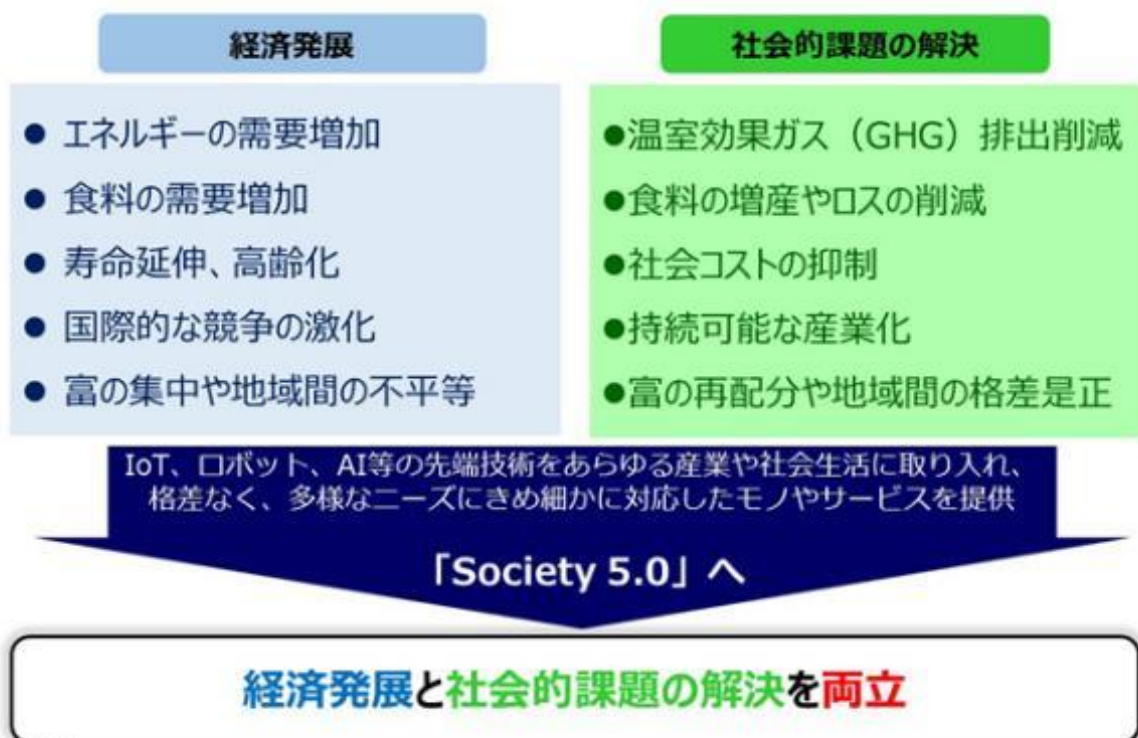 経済発展
● エネルギーの需要増加
● 食料の需要増加
● 寿命延伸、高齢化
● 国際的な競争の激化
● 富の集中や地域間の不平等
社会的課題の解決
●温室効果ガス（GHG）排出削減
●食料の増産やロスの削減
●社会コストの抑制
●持続可能な産業化
●富の再配分や地域間の格差是正
IoT、ロボット、AI等の先端技術をあらゆる産業や社会生活に取り入れ、
格差なく、多様なニーズにきめ細かに対応したモノやサービスを提供
「Society 5.0」へ
経済発展と社会的課題の解決を両立